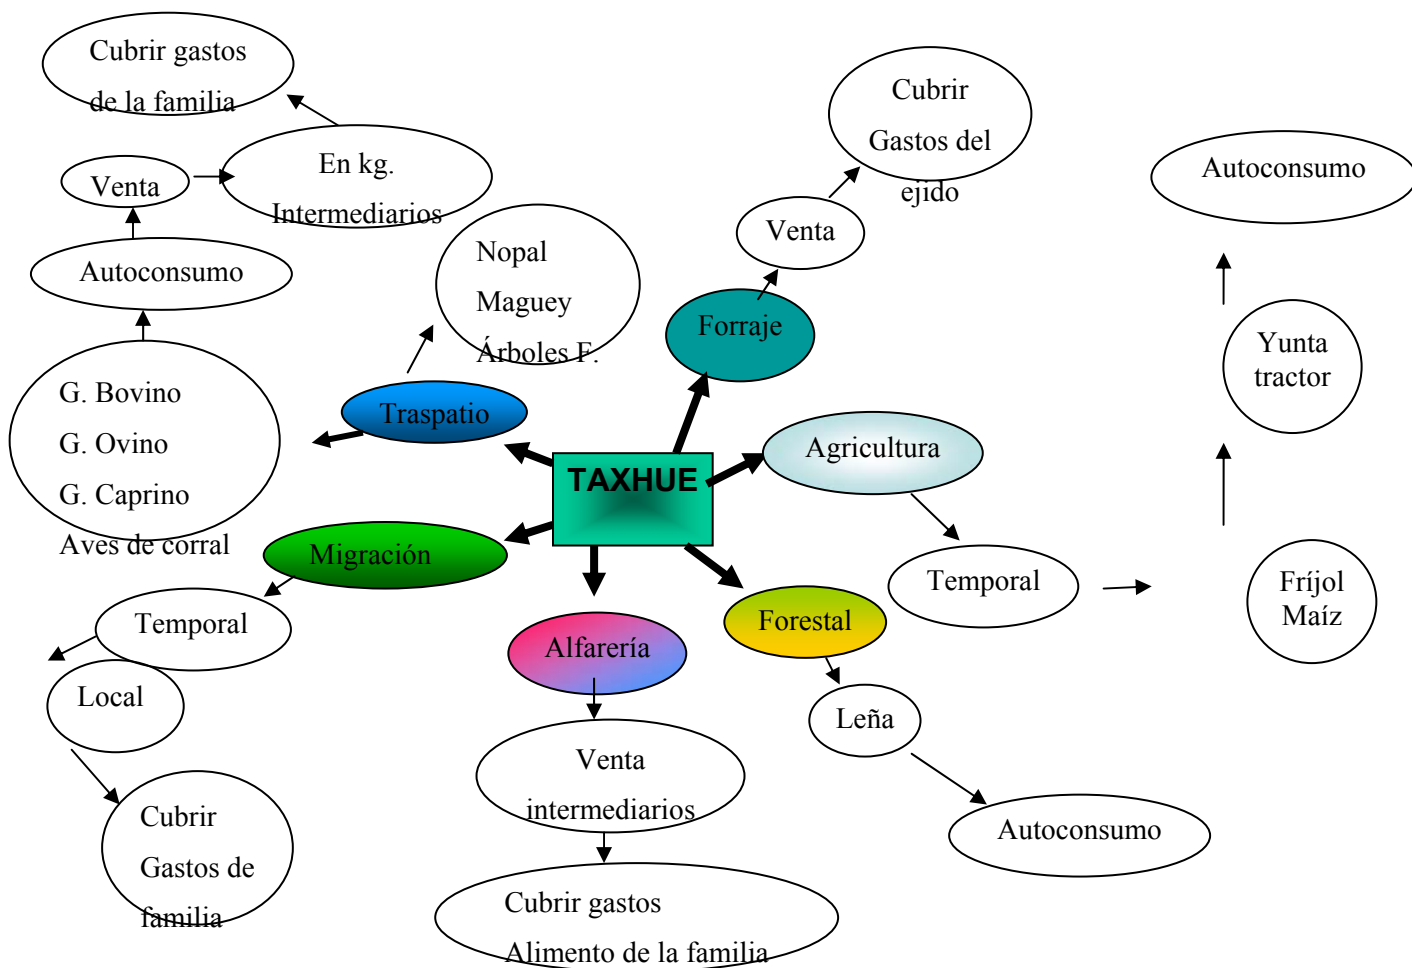 Cubrir gastos
de la familia
En kg.
Intermediarios
Venta
Autoconsumo
G. Bovino
G. Ovino
G. Caprino
Aves de corral
Nopal
Maguey
Árboles F.
Traspatio
Cubrir
Gastos del
ejido
Venta
Forraje
TAXHUE
Agricultura
Temporal
Autoconsumo
Yunta
tractor
Fríjol
Maíz
Migración
Temporal
Local
Cubrir
Gastos de
familia
Alfarería
Venta
intermediarios
Cubrir gastos
Alimento de la familia
Forestal
Leña
Autoconsumo